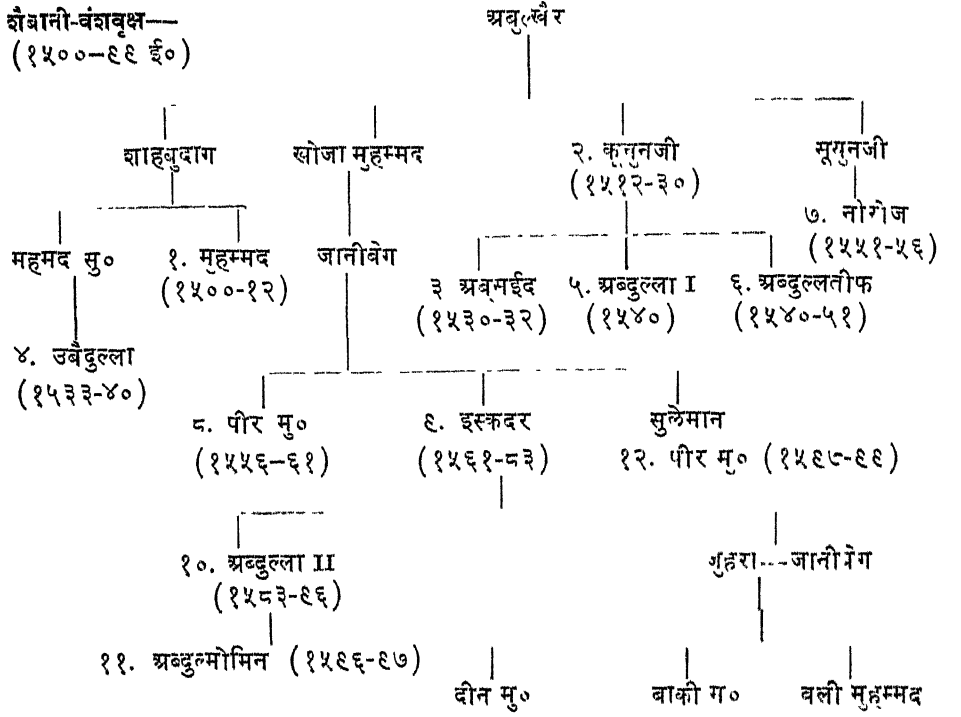 शैबानी-वंशवृक्ष—
अबुल्खैर
(१५००–९९ ई०)
शाहबुदाग खोजा मुहम्मद २. कूचुनजी सूयुनजी
(१५१२-३०)
७. नोरोज
(१५५१-५६)
महमद सु० १. मुहम्मद जानीबेग
(१५००-१२)
३ अबूसईद ५. अब्दुल्ला I ६. अब्दुल्लतीफ
(१५३०-३२) (१५४०) (१५४०-५१)
४. उबैदुल्ला
(१५३३-४०)
८. पीर मु० ९. इस्कंदर सुलेमान
(१५५६–६१) (१५६१-८३) १२. पीर मु० (१५९७-९९)
१०. अब्दुल्ला II जुहरा---जानीबेग
(१५८३-९६)
११. अब्दुल्मोमिन (१५९६-९७)
दीन मु० बाकी म० वली मुहम्मद